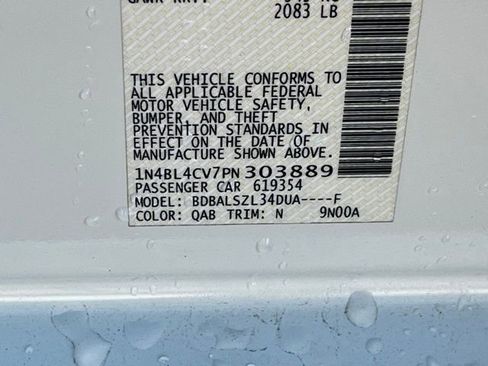 2083 LB
THIS VEHICLE CONFORMS TO
ALL APPLICABLE FEDERAL
MOTOR VEHICLE SAFETY,
BUMPER, AND THEFT
PREVENTION STANDARDS IN
EFFECT ON THE DATE OF
MANUFACTURE SHOWN ABOVE.
1N4BL4CV7PN303889
PASSENGER CAR 619354
MODEL: BDBALSZL34DUA----F
COLOR: QAB TRIM: N 9N00A